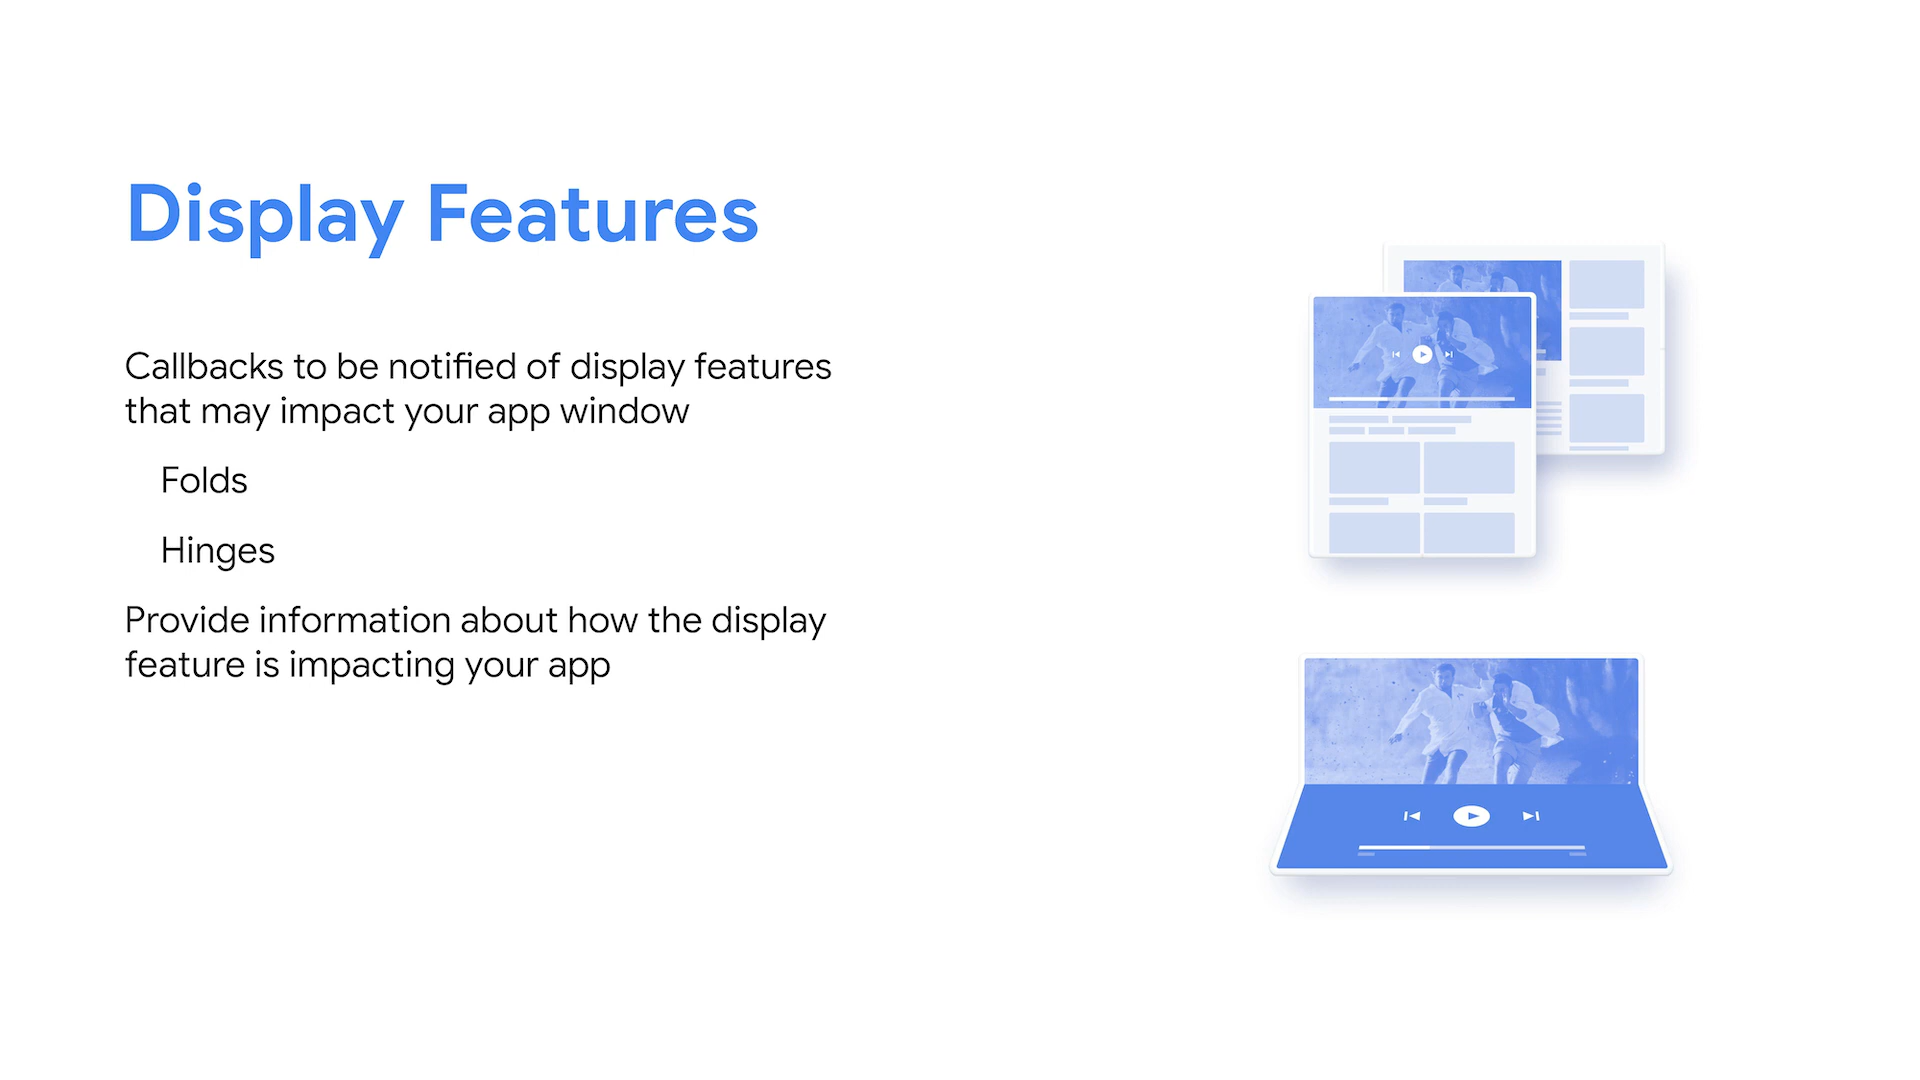 Display Features
Callbacks to be notified of display features
that may impact your app window
Folds
Hinges
Provide information about how the display
feature is impacting your app